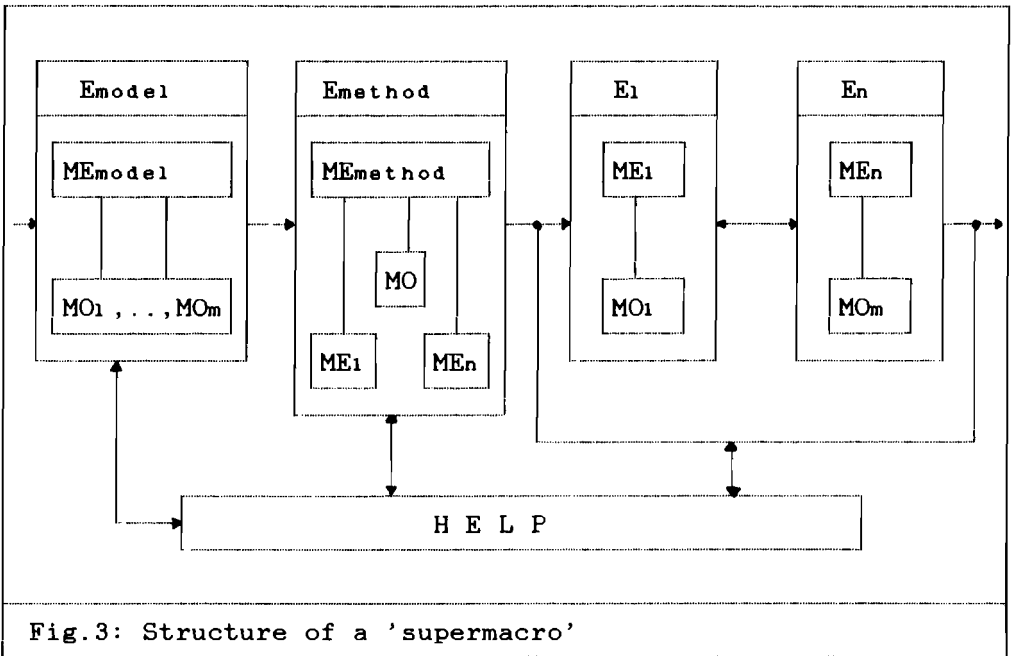 Emodel
Emethod
E1
En
MEmodel
MEmethod
ME1
MEn
MO
MO1 ,..,MOm
MO1
MOm
ME1
MEn
H E L P
Fig.3: Structure of a 'supermacro'